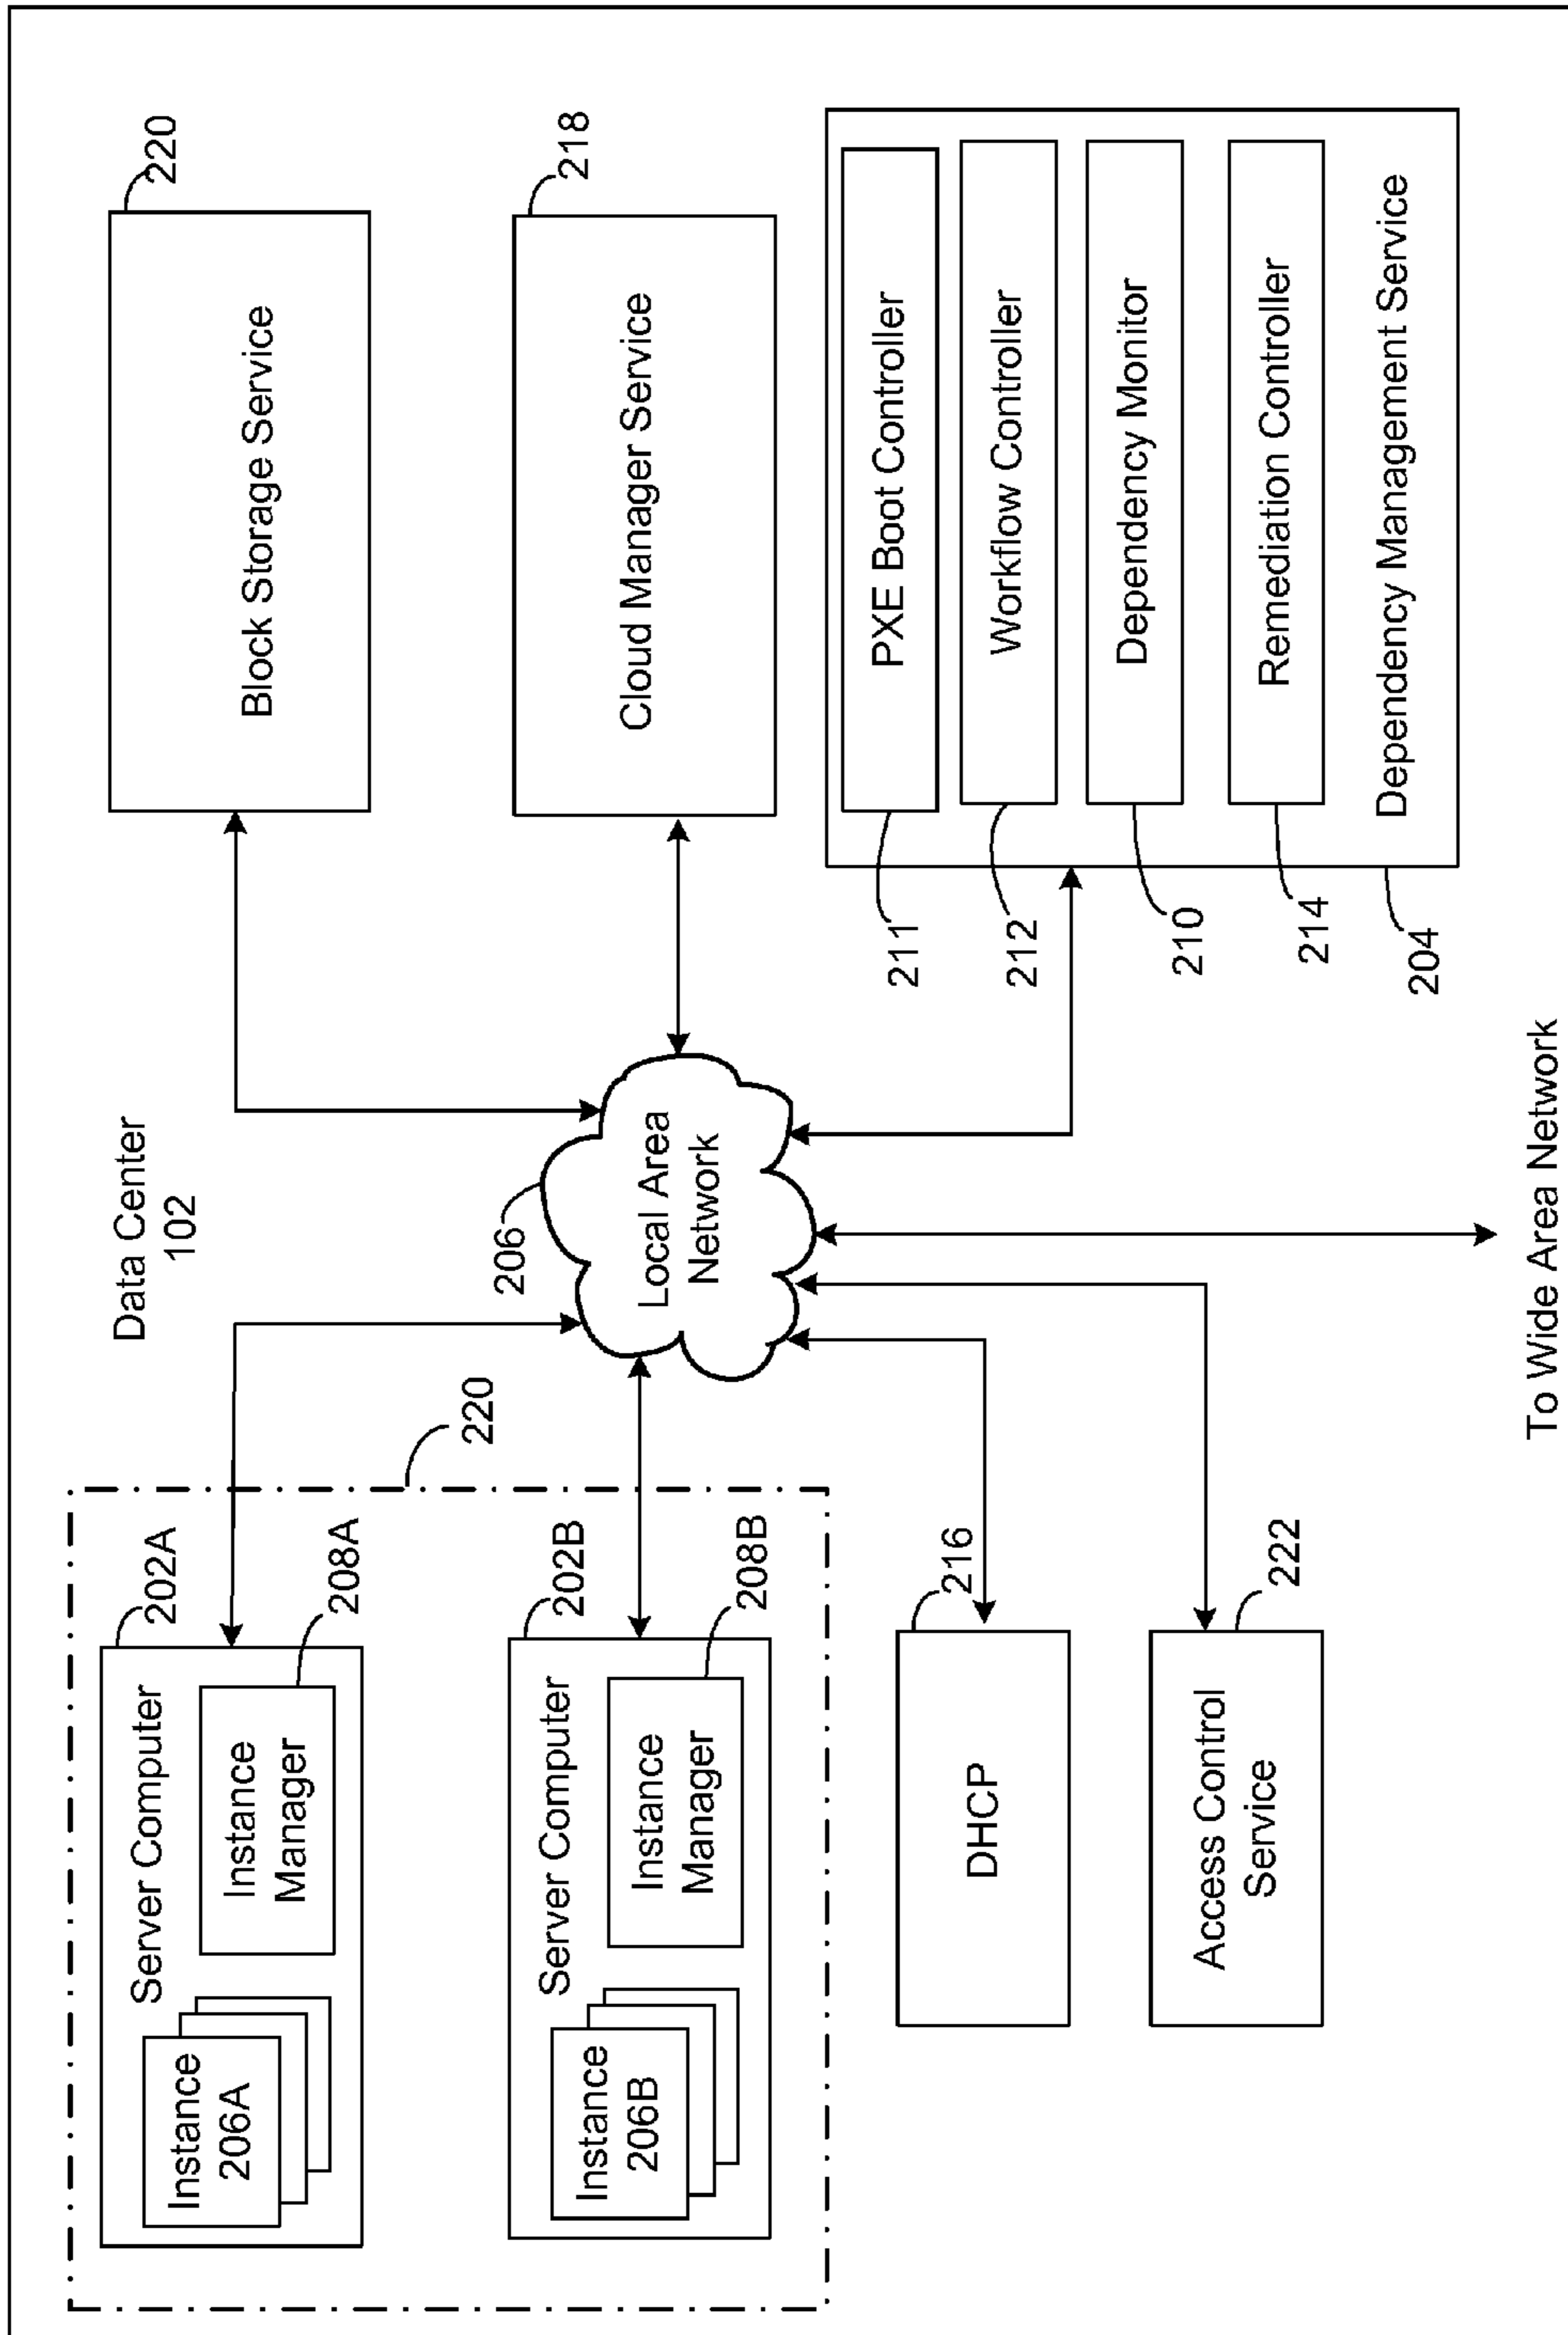 Data Center
102
220
202A
Server Computer
208A
Instance
Manager
Instance
206A
202B
Server Computer
208B
Instance
Manager
Instance
206B
216
DHCP
222
Access Control
Service
206
Local Area
Network
220
Block Storage Service
218
Cloud Manager Service
211
PXE Boot Controller
212
Workflow Controller
210
Dependency Monitor
214
Remediation Controller
204
Dependency Management Service
To Wide Area Network